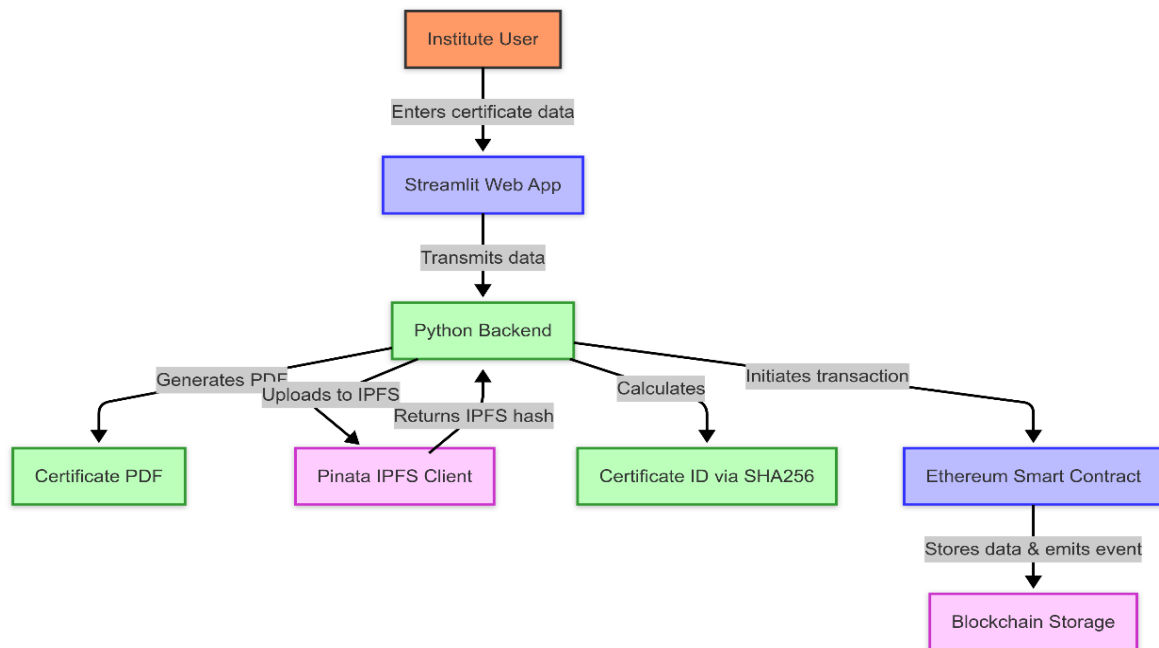 Institute User
Enters certificate data
Streamlit Web App
Transmits data
Python Backend
Generates PDF
Uploads to IPFS
Returns IPFS hash
Calculates
Initiates transaction
Certificate PDF
Pinata IPFS Client
Certificate ID via SHA256
Ethereum Smart Contract
Stores data & emits event
Blockchain Storage